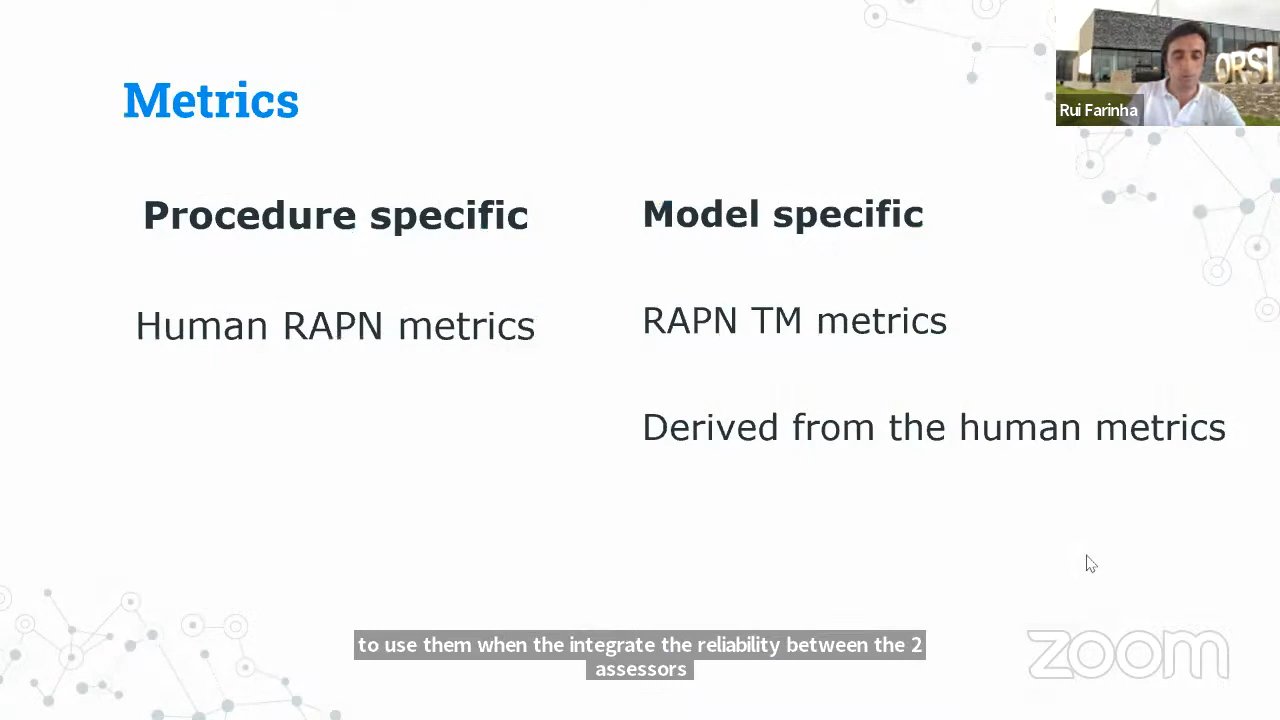 ORSI
Rui Farinha
Metrics
Procedure specific
Model specific
Human RAPN metrics
RAPN TM metrics
Derived from the human metrics
to use them when the integrate the reliability between the 2
assessors
zoom